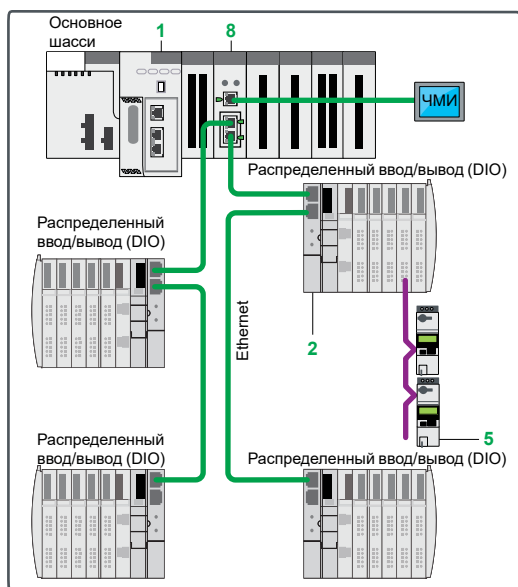 Основное
шасси
1
8
ЧМИ
Распределенный ввод/вывод (DIO)
Распределенный
ввод/вывод (DIO)
Ethernet
2
5
Распределенный
ввод/вывод (DIO)
Распределенный ввод/вывод (DIO)